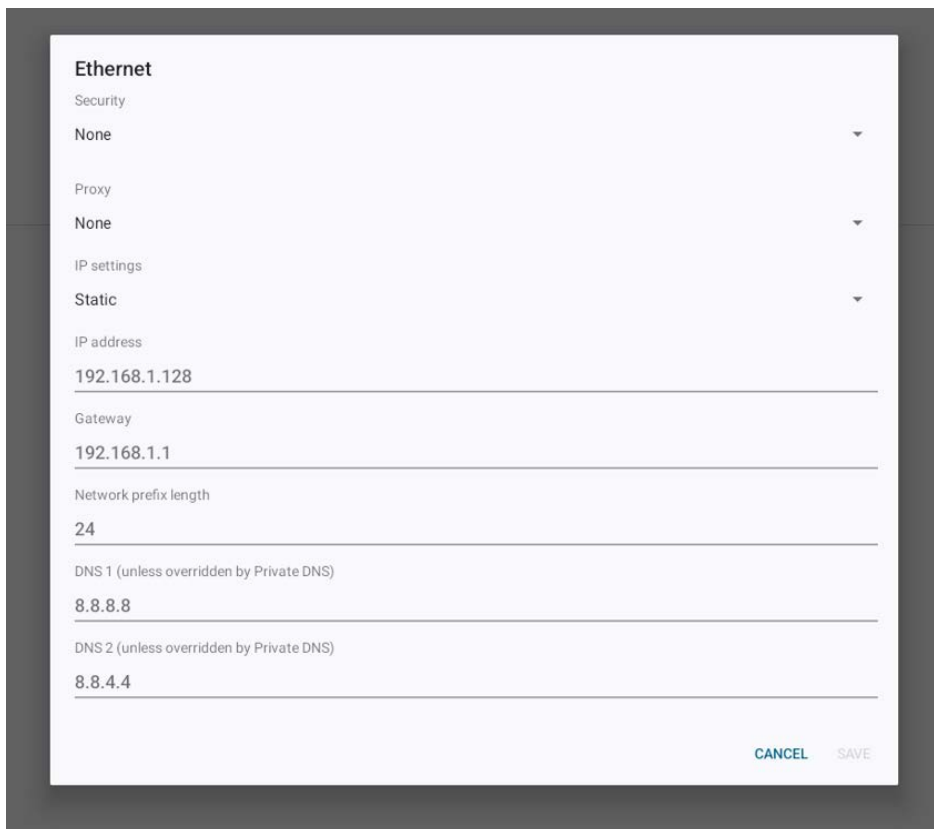 Ethernet
Security
None
Proxy
None
IP settings
Static
IP address
192.168.1.128
Gateway
192.168.1.1
Network prefix length
24
DNS 1 (unless overridden by Private DNS)
8.8.8.8
DNS 2 (unless overridden by Private DNS)
8.8.4.4
CANCEL SAVE